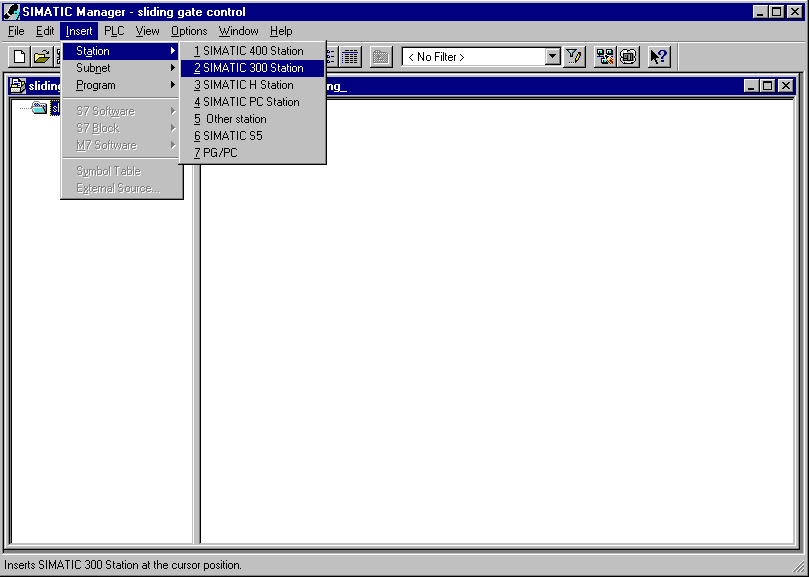 SIMATIC Manager - sliding gate control
File Edit Insert PLC View Options Window Help
< No Filter >
Station
Subnet
Program
S7 Software
S7 Block
M7 Software
Symbol Table
External Source...
1 SIMATIC 400 Station
2 SIMATIC 300 Station
3 SIMATIC H Station
4 SIMATIC PC Station
5 Other station
6 SIMATIC S5
7 PG/PC
Inserts SIMATIC 300 Station at the cursor position.